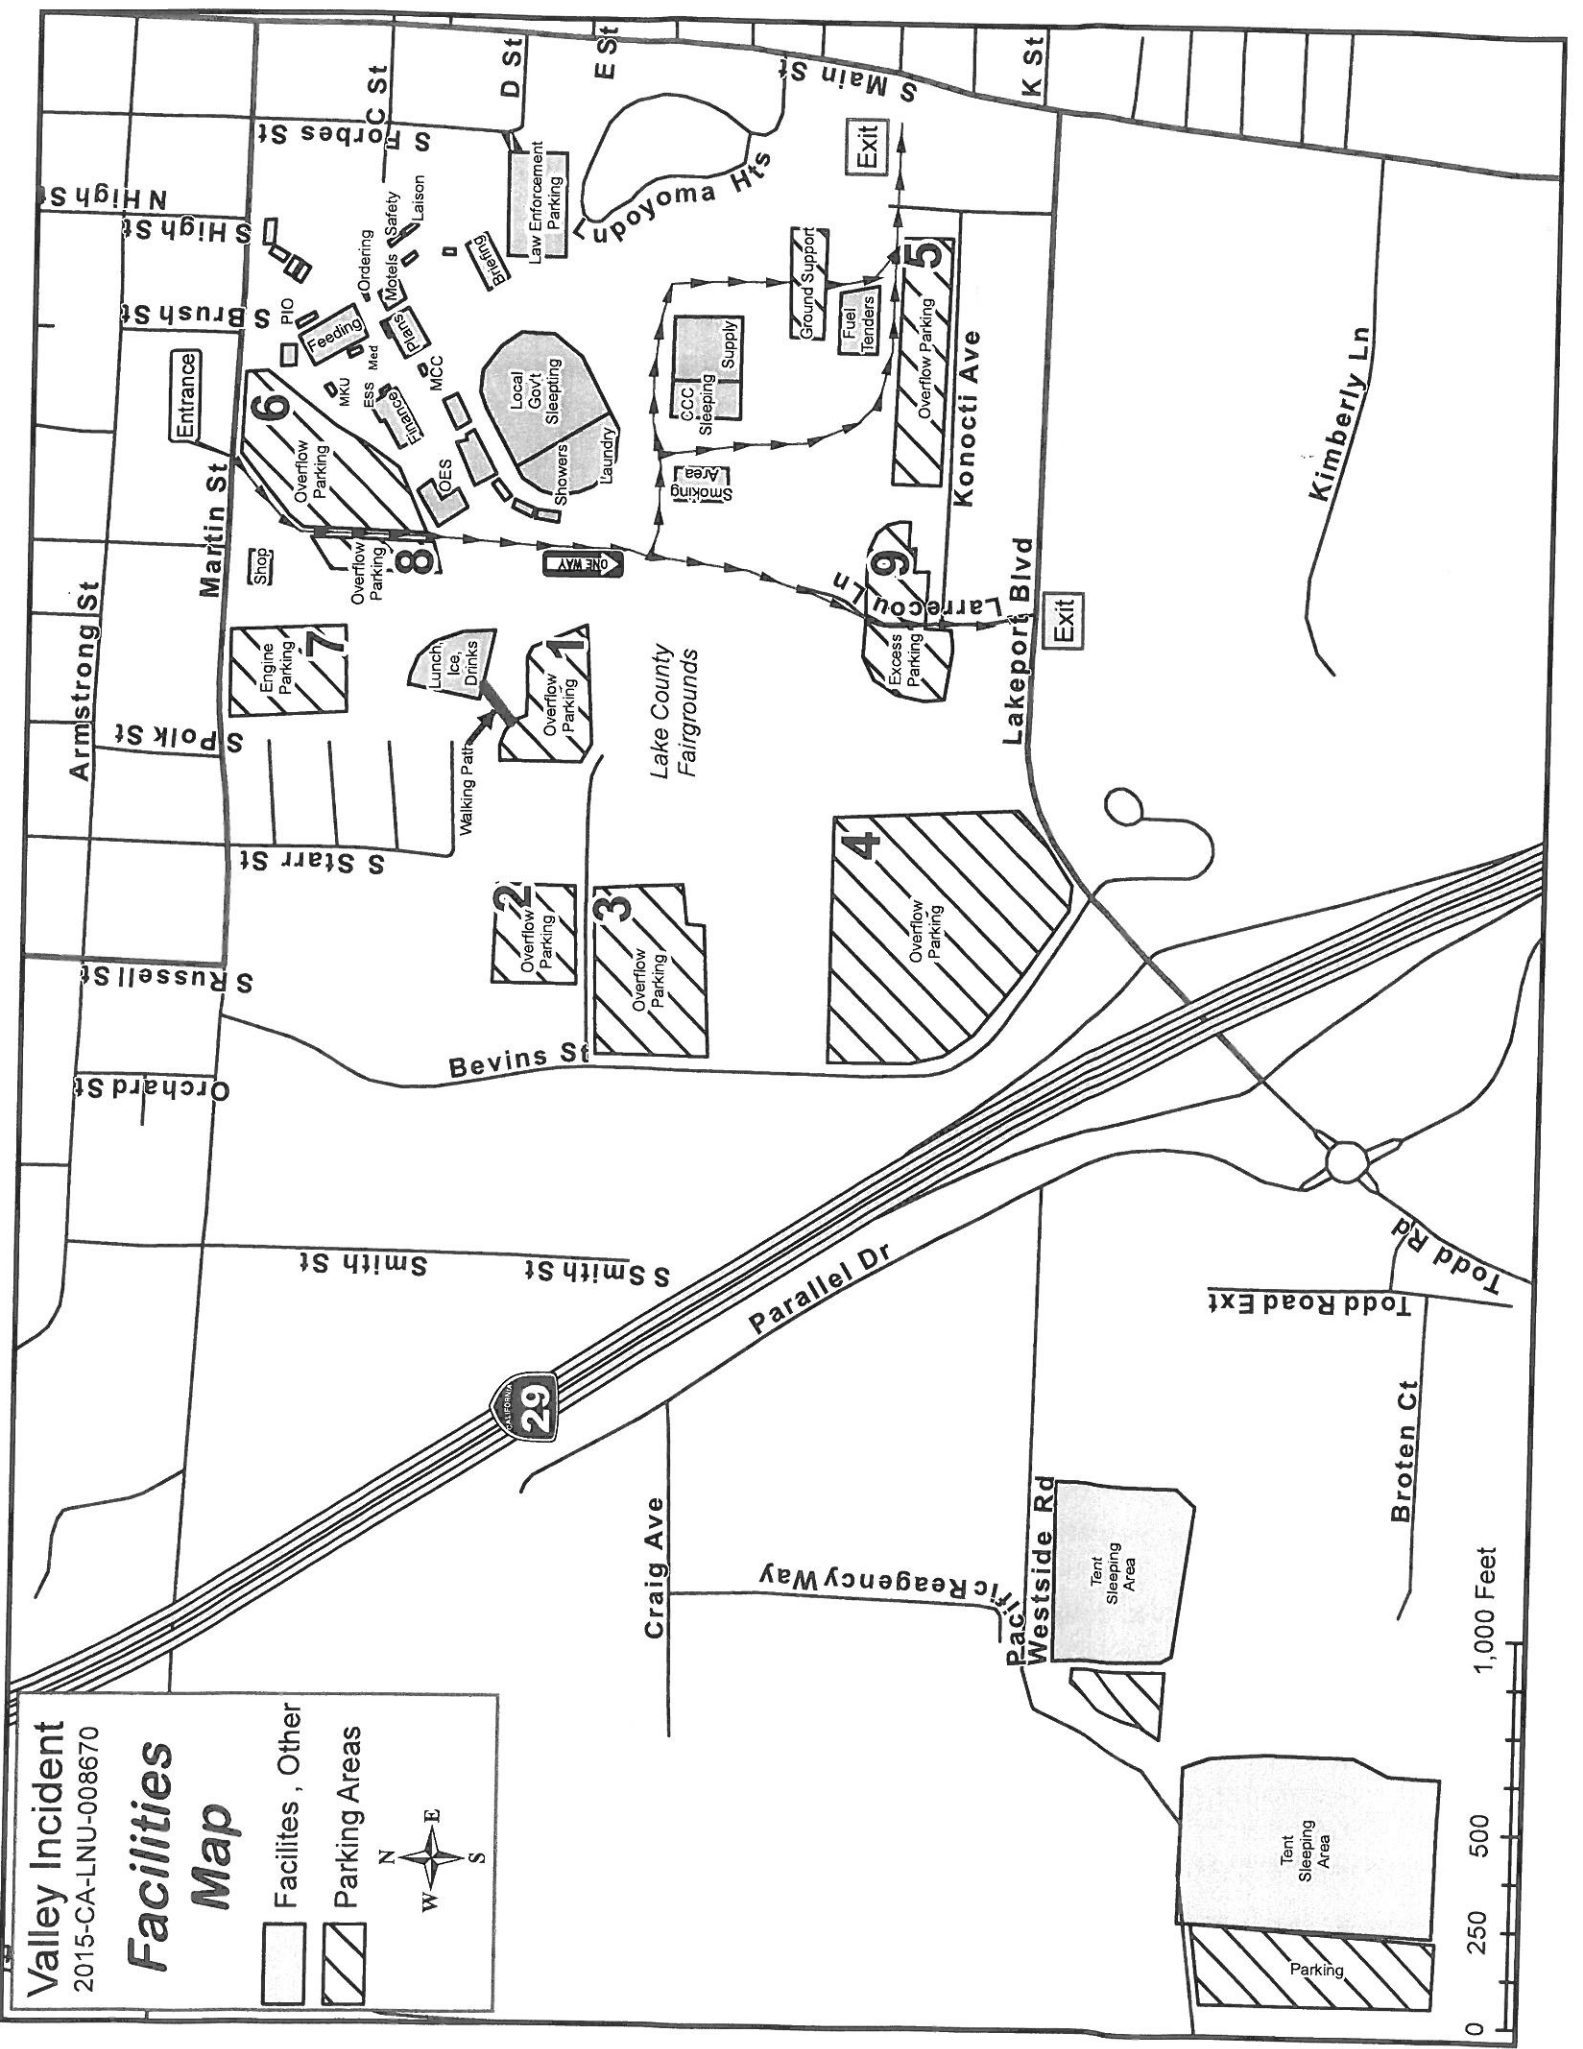 Valley Incident
2015-CA-LNU-008670
Facilities
Map
Facilites , Other
Parking Areas
N
W
E
S
CALIFORNIA
29
Armstrong St
Orchard St
S Russell St
S Starr St
S Polk St
Martin St
Smith St
S Smith St
Bevins St
N High St
S High St
S Brush St
S Forbes St
C St
D St
E St
K St
S Main St
Entrance
Shop
Engine
Parking
7
Overflow
Parking
8
Overflow
Parking
6
PIO
Feeding
MKU
Med
Ess
Finance
Plans
MCC
OES
Ordering
Motels
Safety
Laison
Briefing
Law Enforcement
Parking
Lupoyoma Hts
Lunch,
Ice,
Drinks
Walking Path
Overflow
Parking
1
Overflow
Parking
2
Overflow
Parking
3
Overflow
Parking
4
Local
Gov't
Sleepting
Showers
Laundry
ONE WAY
Smoking
Area
CCC
Sleeping
Supply
Ground Support
Fuel
Tenders
Overflow Parking
5
Exit
Lake County
Fairgrounds
Excess
Parking
9
Larrecou Ln
Konocti Ave
Lakeport Blvd
Exit
Kimberly Ln
Parallel Dr
Craig Ave
Pacific Reagency Way
Westside Rd
Todd Rd
Todd Road Ext
Broten Ct
Tent
Sleeping
Area
Tent
Sleeping
Area
Parking
0
250
500
1,000 Feet